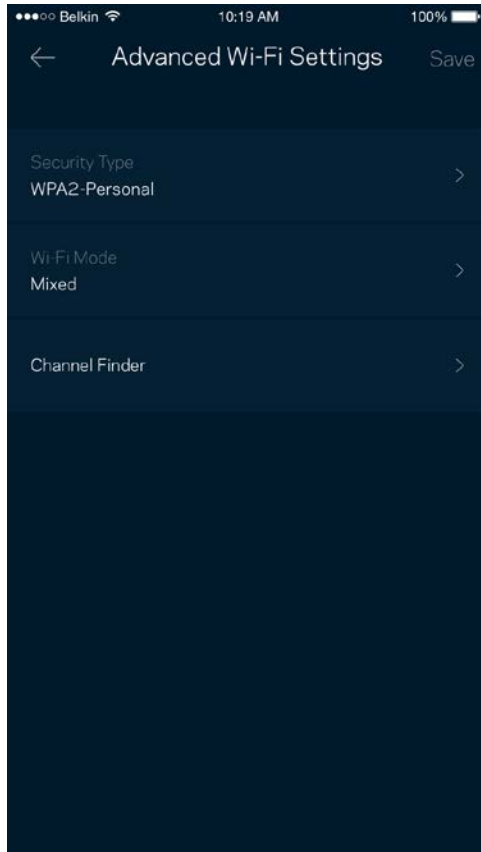 Belkin 10:19 AM 100%
Advanced Wi-Fi Settings Save
Security Type
WPA2-Personal
Wi-Fi Mode
Mixed
Channel Finder